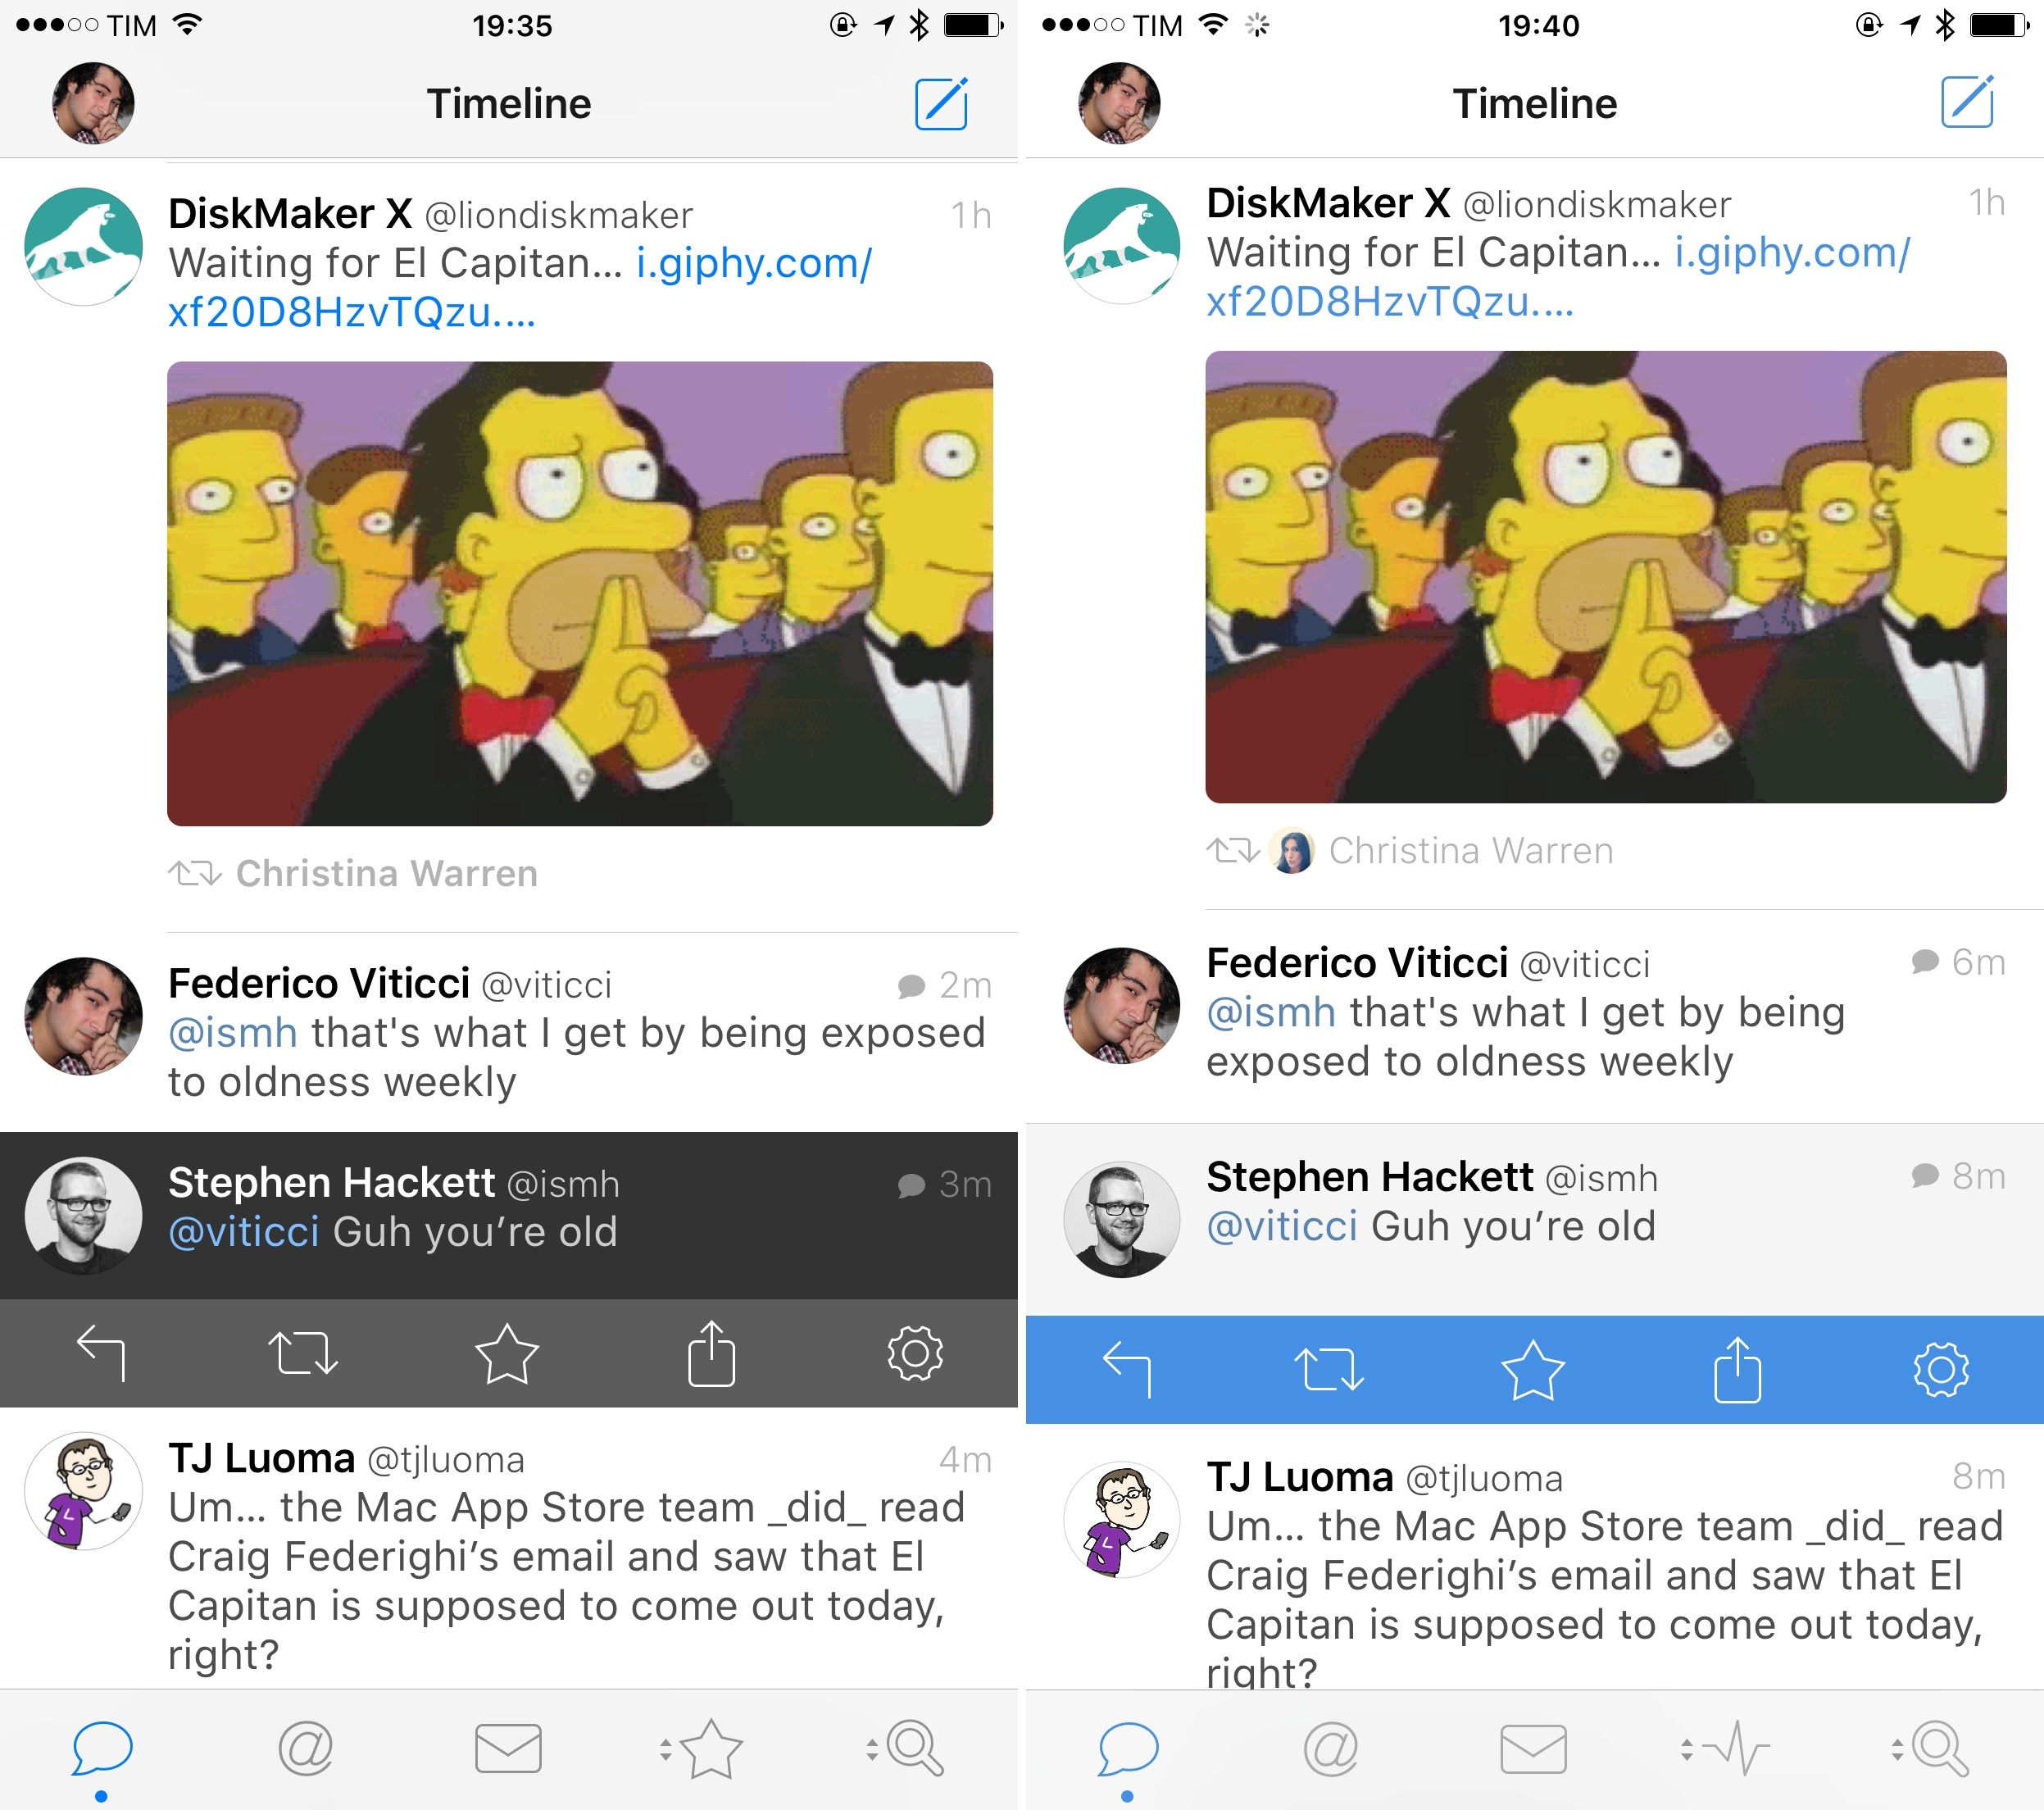 TIM 19:35
Timeline
DiskMaker X @liondiskmaker 1h
Waiting for El Capitan... i.giphy.com/
xf20D8HzvTQzu....
Christina Warren
Federico Viticci @viticci 2m
@ismh that's what I get by being exposed
to oldness weekly
Stephen Hackett @ismh 3m
@viticci Guh you’re old
TJ Luoma @tjluoma 4m
Um... the Mac App Store team _did_ read
Craig Federighi’s email and saw that El
Capitan is supposed to come out today,
right?
@
TIM 19:40
Timeline
DiskMaker X @liondiskmaker 1h
Waiting for El Capitan... i.giphy.com/
xf20D8HzvTQzu....
Christina Warren
Federico Viticci @viticci 6m
@ismh that's what I get by being
exposed to oldness weekly
Stephen Hackett @ismh 8m
@viticci Guh you’re old
TJ Luoma @tjluoma 8m
Um... the Mac App Store team _did_ read
Craig Federighi’s email and saw that El
Capitan is supposed to come out today,
right?
@